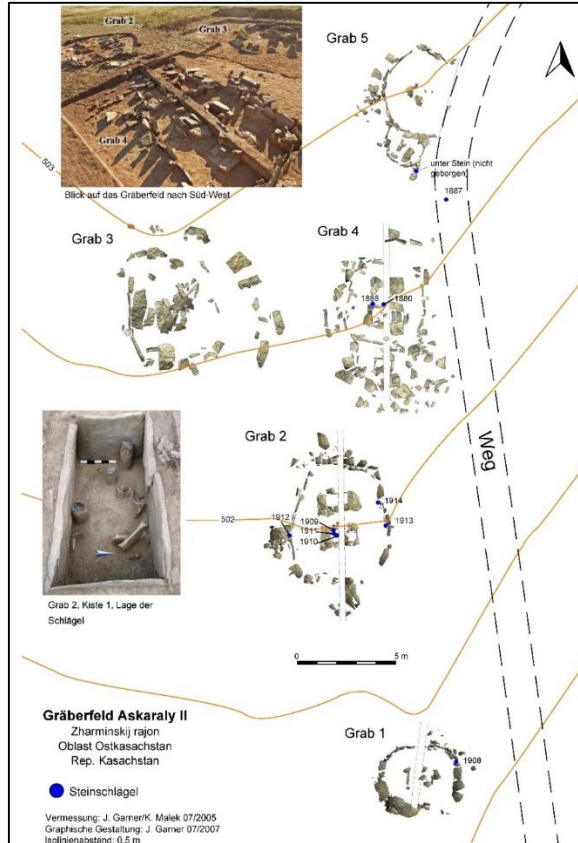 Grab 2
Grab 3
Grab 4
Blick auf das Gräberfeld nach Süd-West
Grab 5
unter Stein (nicht
geborgen)
1887
503
Grab 3
Grab 4
1888
1880
Weg
Grab 2
1914
1913
1912
1909
1911
1910
502
Grab 2, Kiste 1, Lage der
Schlägel
0
5 m
Gräberfeld Askaraly II
Zharminskij rajon
Oblast Ostkasachstan
Rep. Kasachstan
Steinschlägel
Grab 1
1908
Vermessung: J. Garner/K. Malek 07/2005
Graphische Gestaltung: J. Garner 07/2007
Isolinienabstand: 0,5 m